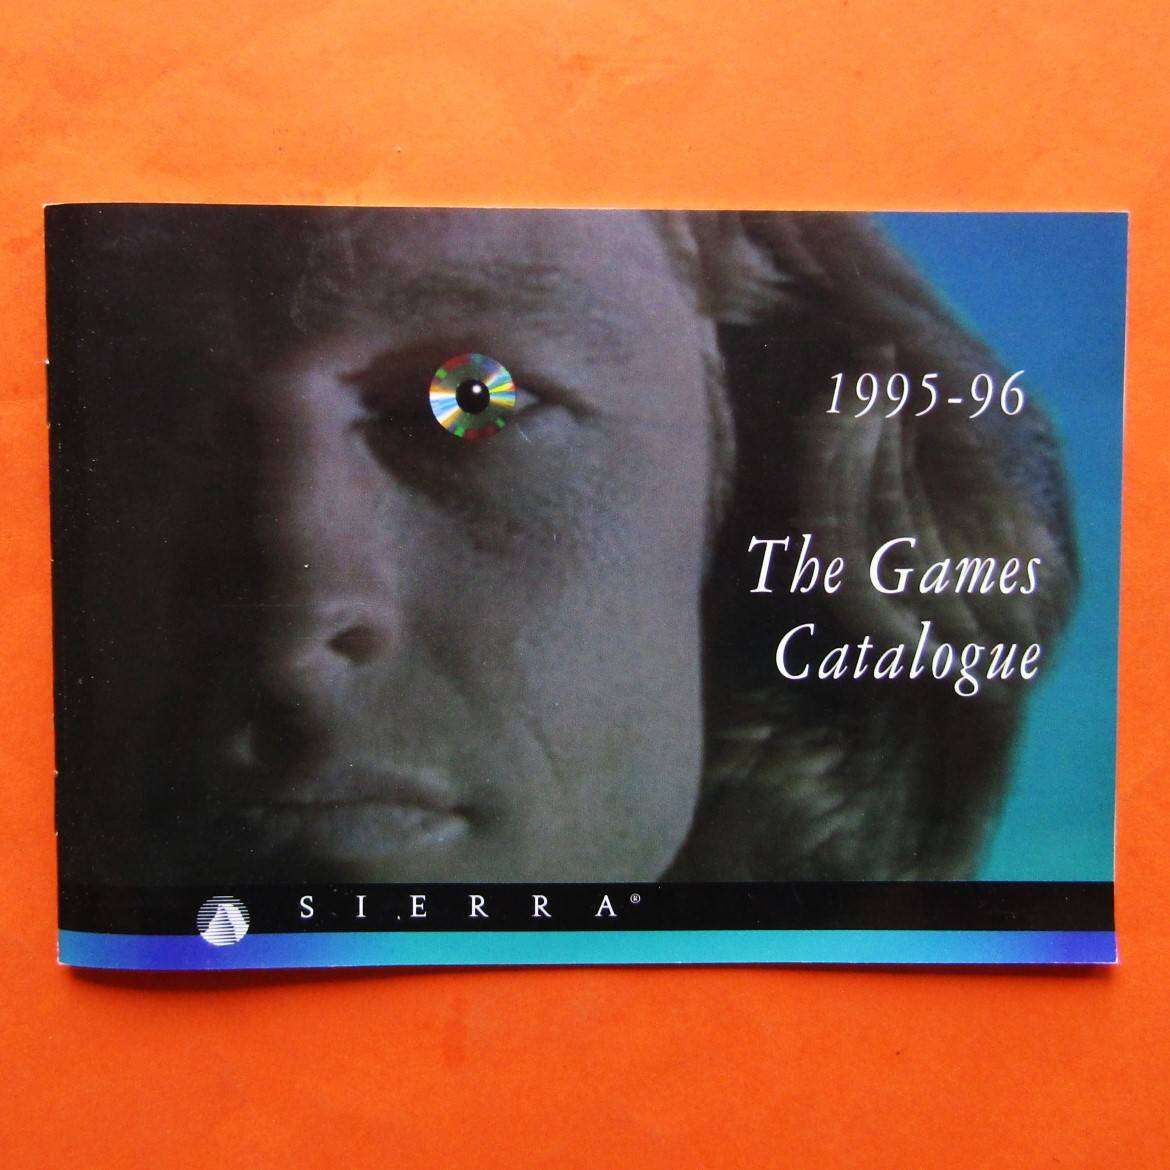 1995-96
The Games
Catalogue
SIERRA®